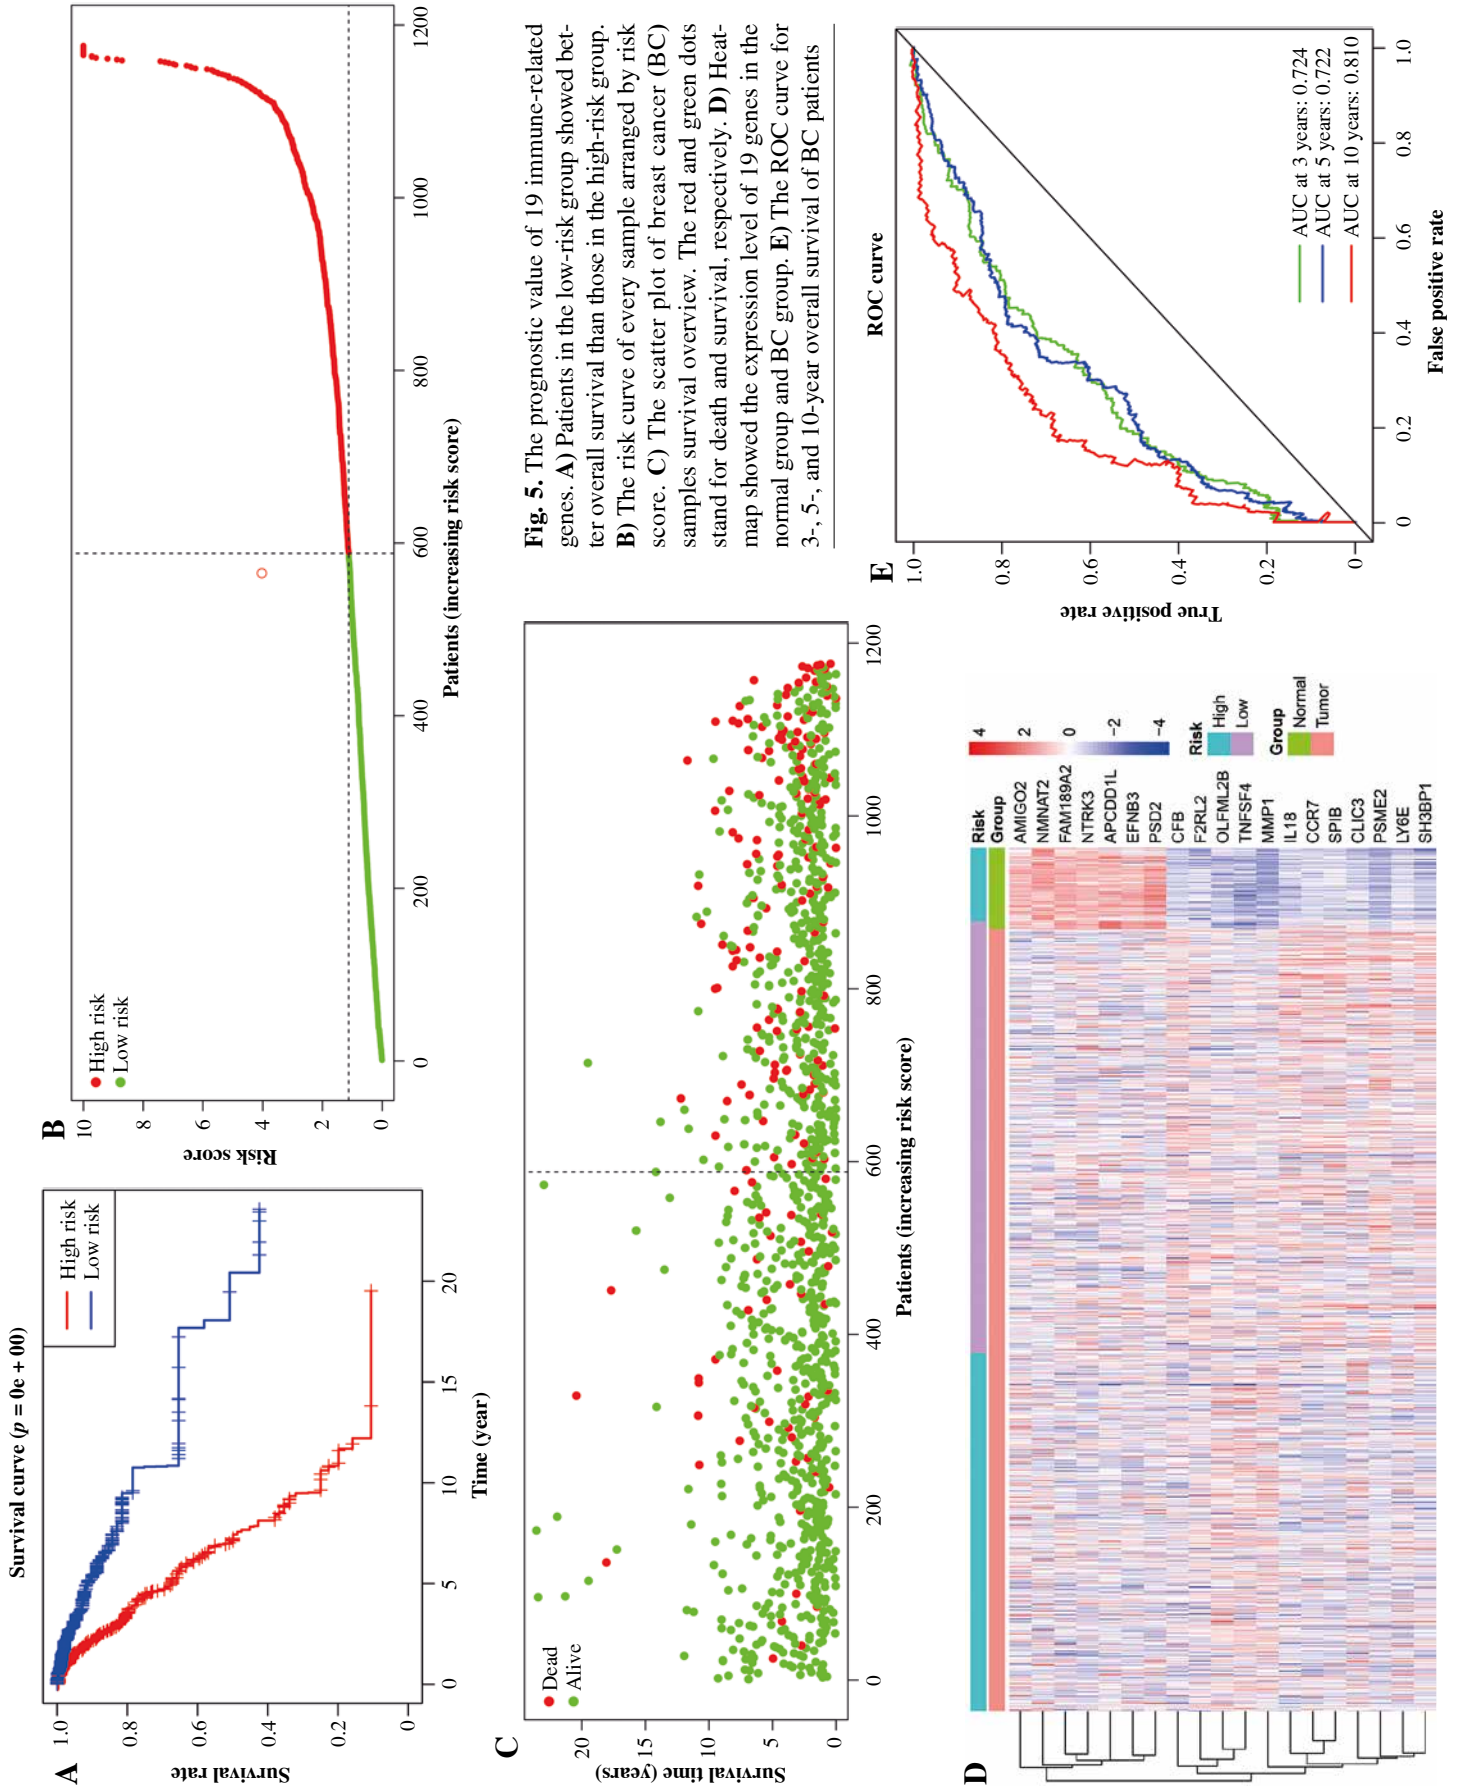 A
Survival curve (p = 0e + 00)
Survival rate
1.0
0.8
0.6
0.4
0.2
0
0
5
10
15
20
Time (year)
High risk
Low risk
B
Risk score
10
8
6
4
2
0
High risk
Low risk
0
200
400
600
800
1000
1200
Patients (increasing risk score)
C
Survival time (years)
20
15
10
5
0
Dead
Alive
0
200
400
600
800
1000
1200
Patients (increasing risk score)
Fig. 5. The prognostic value of 19 immune-related
genes. A) Patients in the low-risk group showed bet-
ter overall survival than those in the high-risk group.
B) The risk curve of every sample arranged by risk
score. C) The scatter plot of breast cancer (BC)
samples survival overview. The red and green dots
stand for death and survival, respectively. D) Heat-
map showed the expression level of 19 genes in the
normal group and BC group. E) The ROC curve for
3-, 5-, and 10-year overall survival of BC patients
D
Risk
Group
AMIGO2
NMNAT2
FAM189A2
NTRK3
APCDD1L
EFNB3
PSD2
CFB
F2RL2
OLFML2B
TNFSF4
MMP1
IL18
CCR7
SPIB
CLIC3
PSME2
LY6E
SH3BP1
4
2
0
−2
−4
Risk
High
Low
Group
Normal
Tumor
E
ROC curve
True positive rate
1.0
0.8
0.6
0.4
0.2
0
0
0.2
0.4
0.6
0.8
1.0
False positive rate
AUC at 3 years: 0.724
AUC at 5 years: 0.722
AUC at 10 years: 0.810